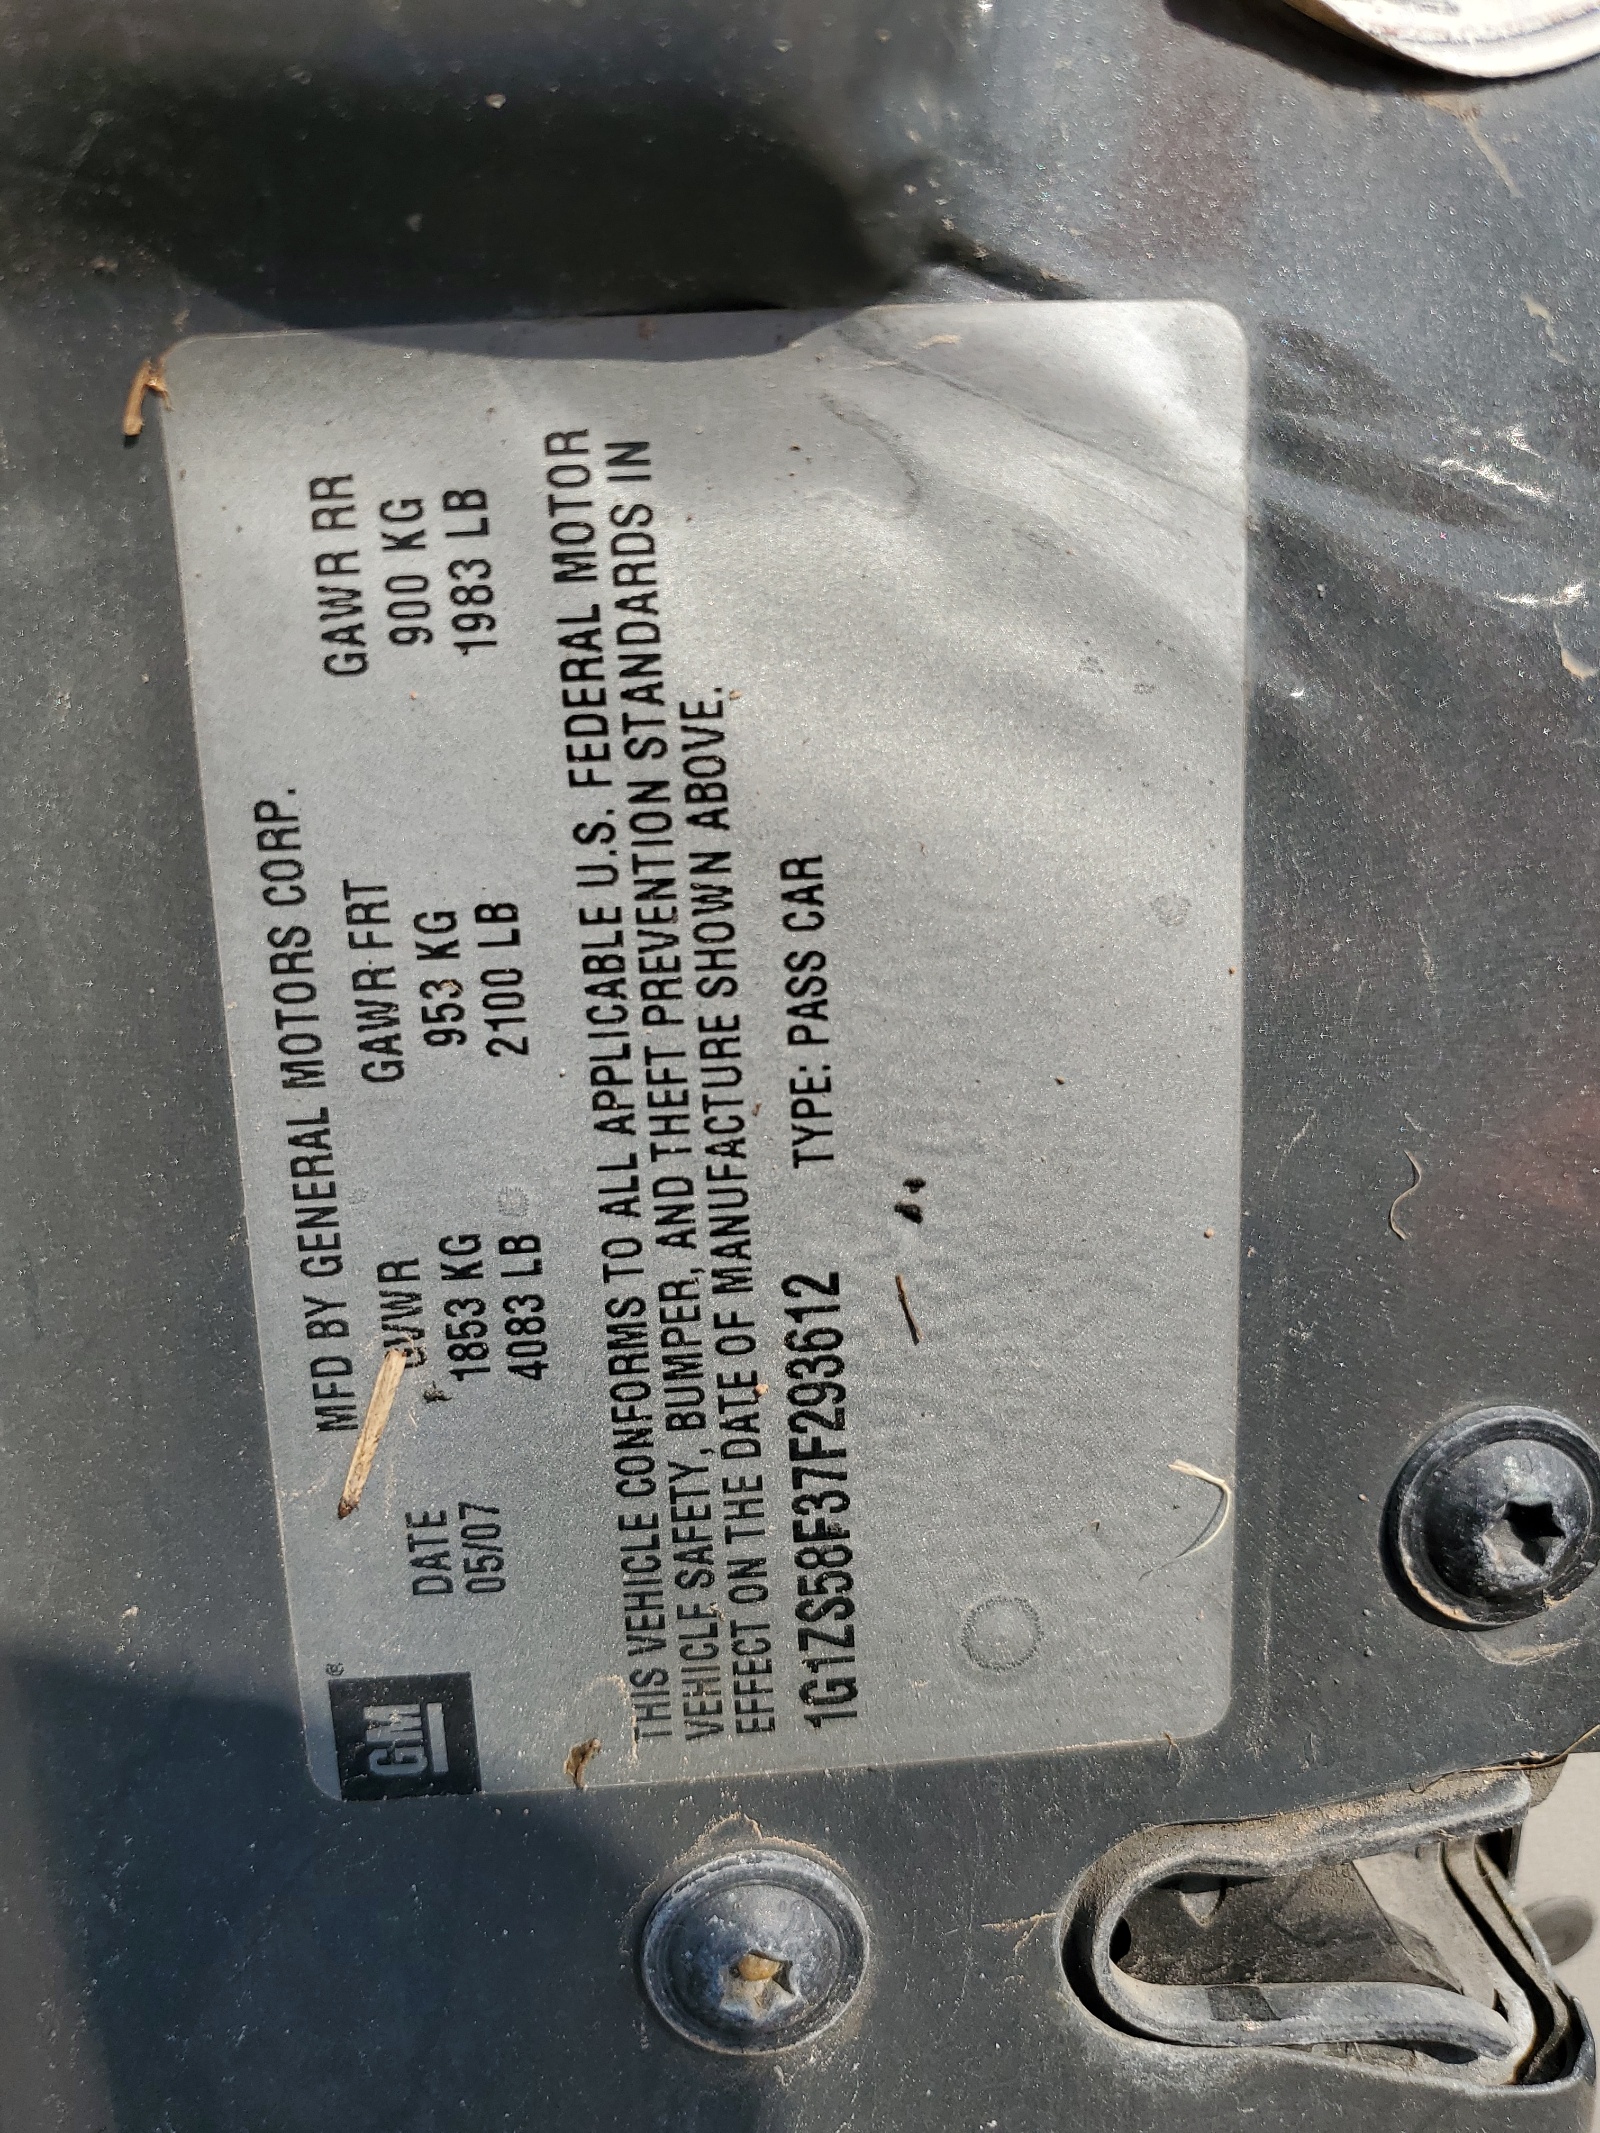 GM®
MFD BY GENERAL MOTORS CORP.
DATE GVWR GAWR FRT GAWR RR
05/07 1853 KG 953 KG 900 KG
4083 LB 2100 LB 1983 LB
THIS VEHICLE CONFORMS TO ALL APPLICABLE U.S. FEDERAL MOTOR
VEHICLE SAFETY, BUMPER, AND THEFT PREVENTION STANDARDS IN
EFFECT ON THE DATE OF MANUFACTURE SHOWN ABOVE.
1G1ZS58F37F293612 TYPE: PASS CAR